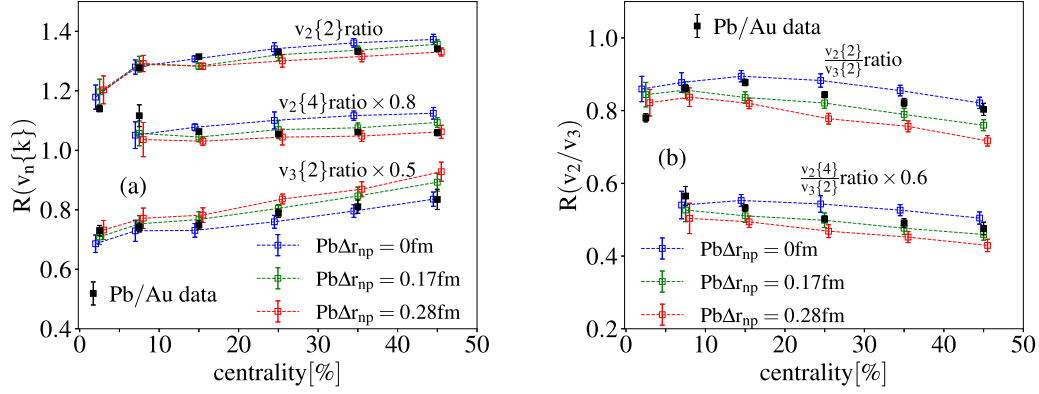 R(vₙ{k})
1.4
1.2
1.0
0.8
0.6
0.4
v₂{2}ratio
v₂{4}ratio × 0.8
(a)
v₃{2}ratio × 0.5
PbΔrₙₚ = 0fm
PbΔrₙₚ = 0.17fm
Pb/Au data
PbΔrₙₚ = 0.28fm
0 10 20 30 40 50
centrality[%]
R(v₂/v₃)
1.0
0.8
0.6
0.4
0.2
Pb/Au data
v₂{2}/v₃{2} ratio
(b)
v₂{4}/v₃{2} ratio × 0.6
PbΔrₙₚ = 0fm
PbΔrₙₚ = 0.17fm
PbΔrₙₚ = 0.28fm
0 10 20 30 40 50
centrality[%]